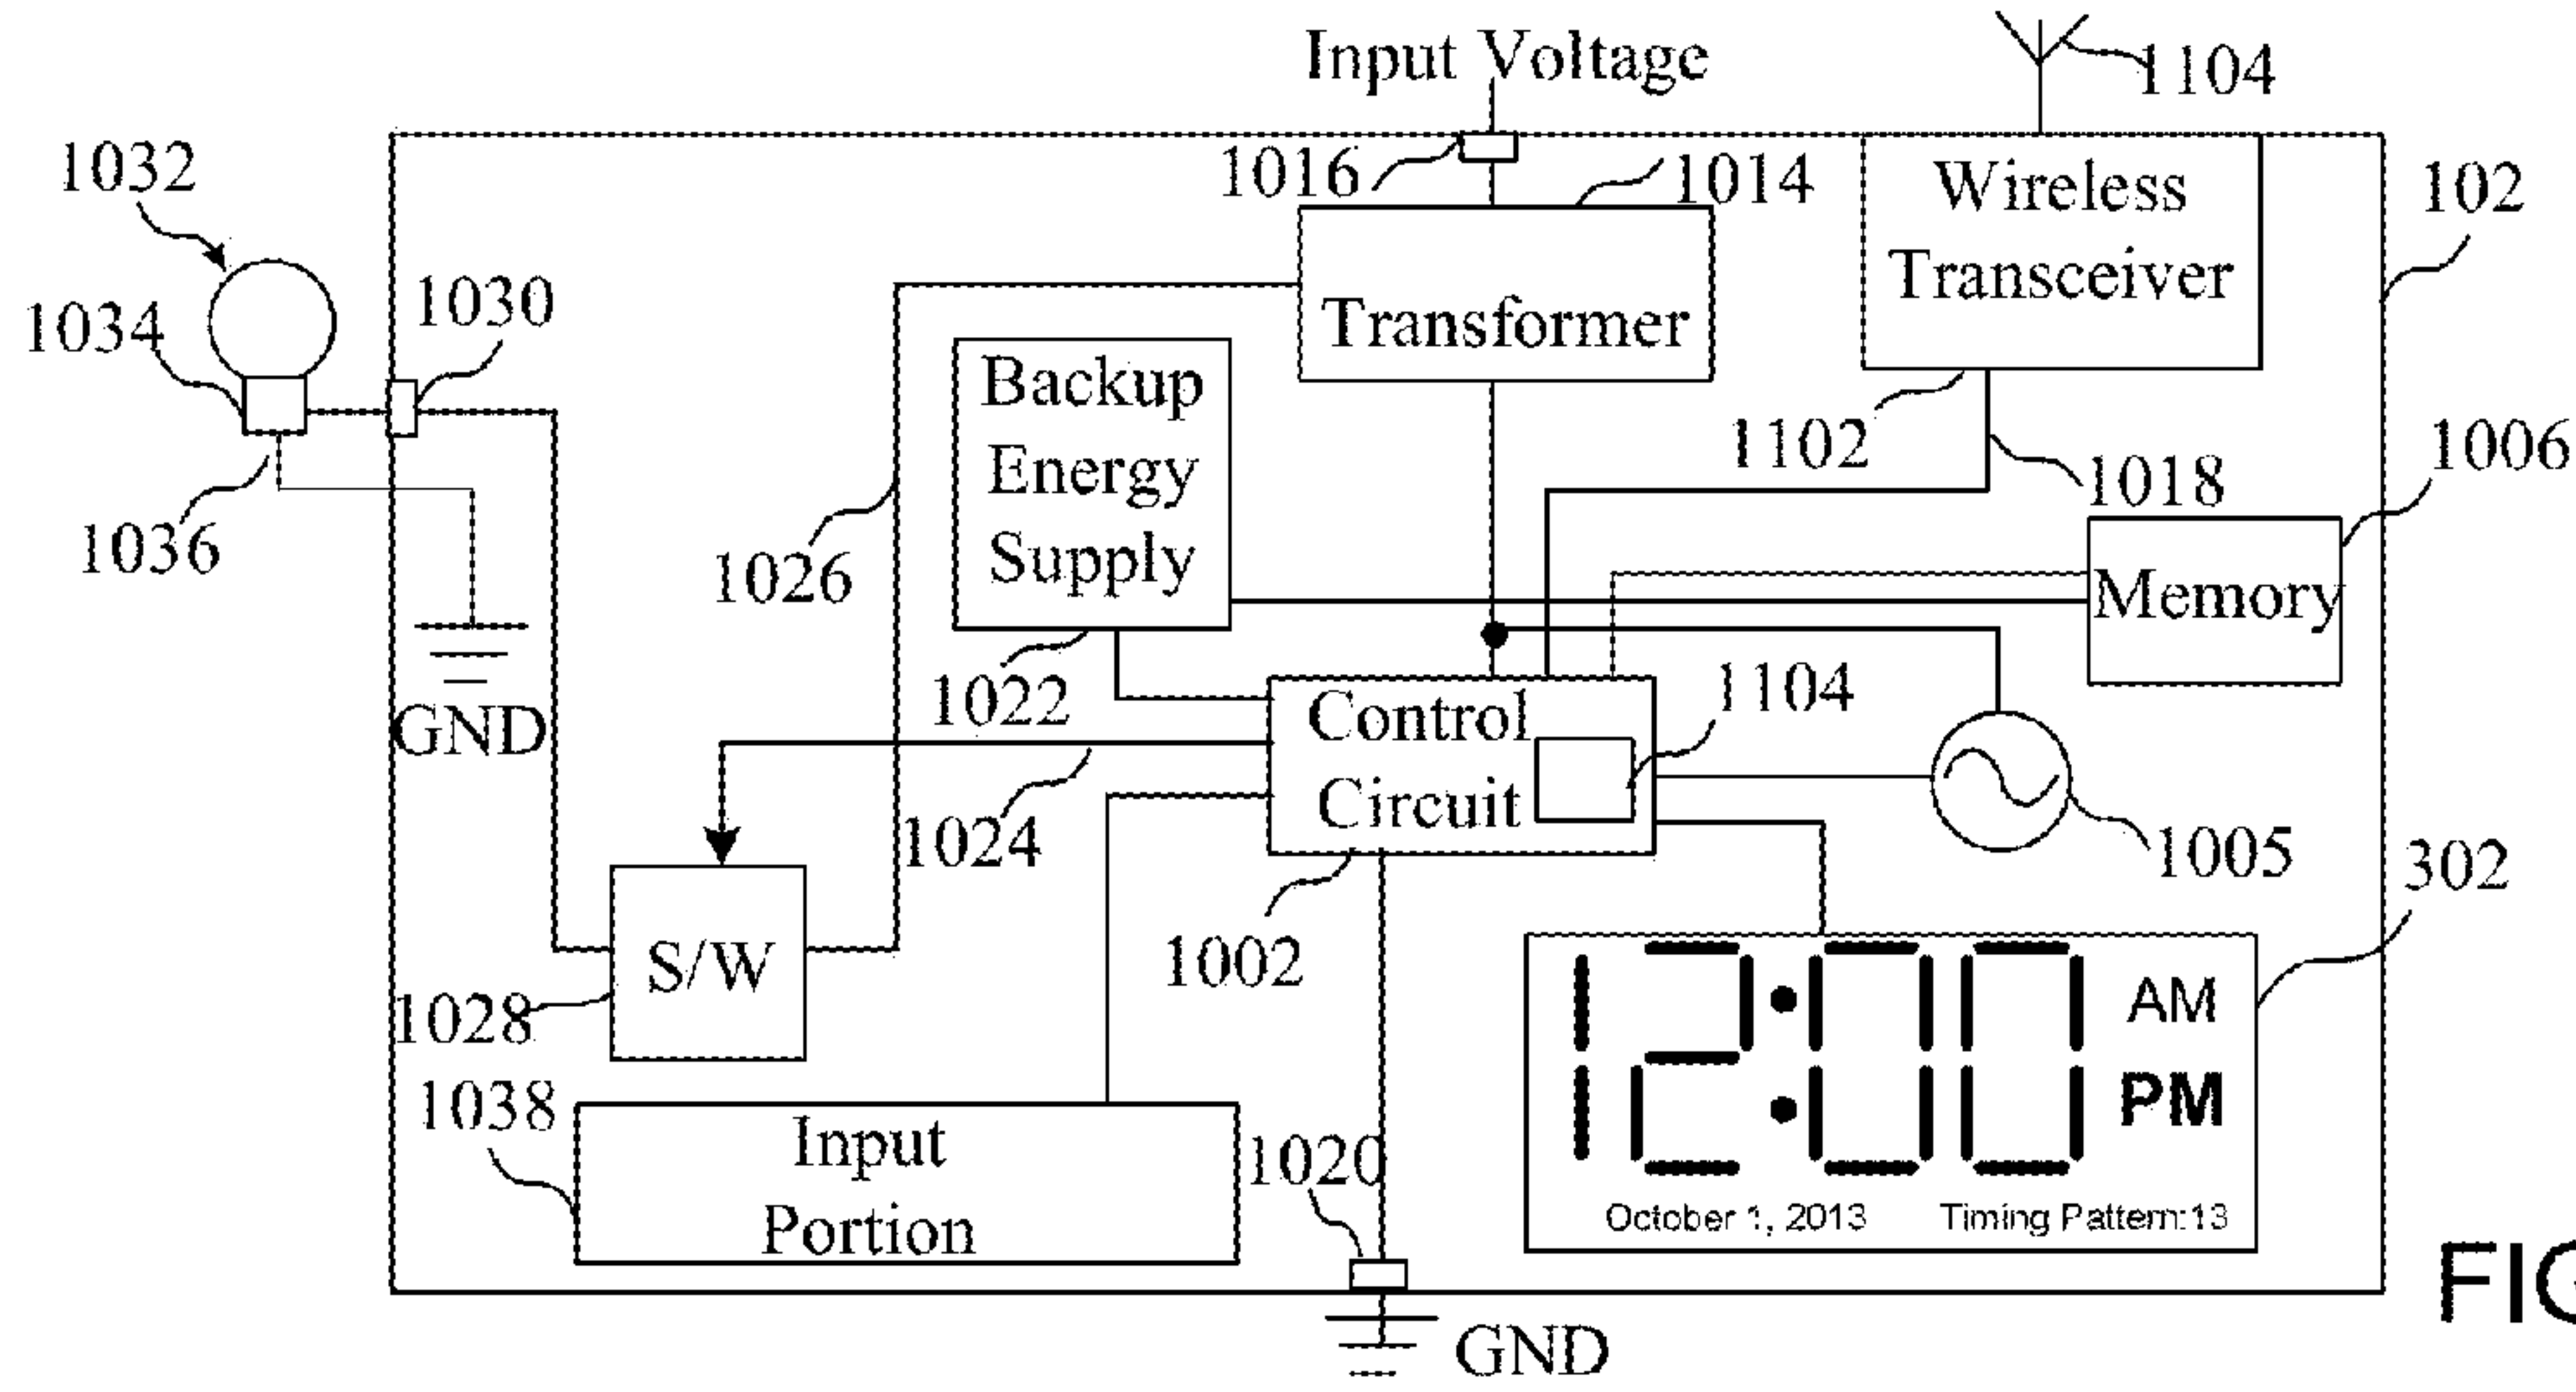 Input Voltage
1104
1032
1016
1014
Wireless
Transceiver
102
1034
1030
Transformer
Backup
Energy
Supply
1102
1018
1006
1036
1026
Memory
GND
1022
Control
Circuit
1104
1024
1005
302
1002
S/W
1028
12:00
AM
PM
1038
Input
Portion
1020
October 1, 2013
Timing Pattern:13
GND
FIG